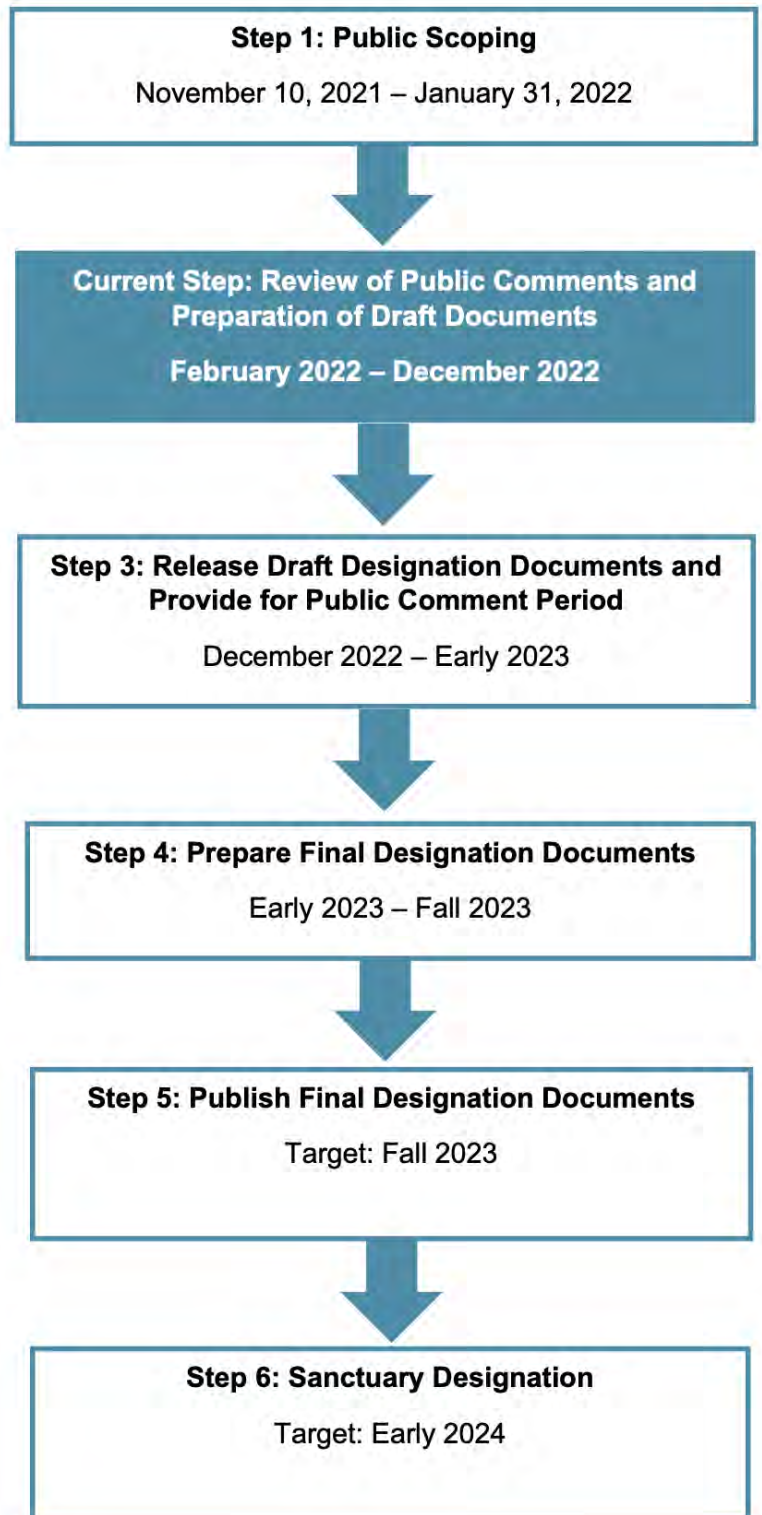 Step 1: Public Scoping
November 10, 2021 – January 31, 2022
Current Step: Review of Public Comments and
Preparation of Draft Documents
February 2022 – December 2022
Step 3: Release Draft Designation Documents and
Provide for Public Comment Period
December 2022 – Early 2023
Step 4: Prepare Final Designation Documents
Early 2023 – Fall 2023
Step 5: Publish Final Designation Documents
Target: Fall 2023
Step 6: Sanctuary Designation
Target: Early 2024